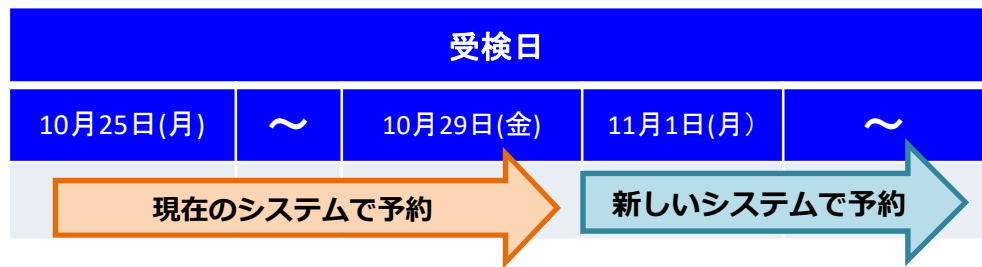 受検日
10月25日(月) ～ 10月29日(金) 11月1日(月） ～
現在のシステムで予約 新しいシステムで予約